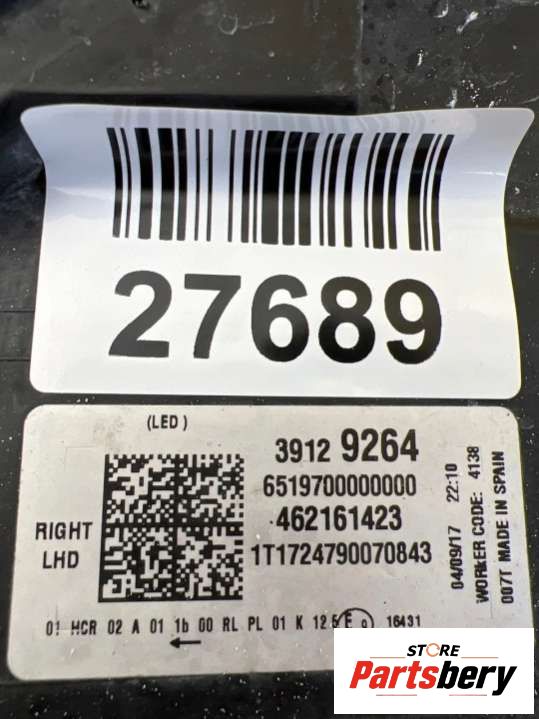 27689
(LED)
3912 9264
6519700000000
462161423
1T1724790070843
RIGHT
LHD
04/09/17 22:10
WORKER CODE: 4138
007T MADE IN SPAIN
01 HCR 02 A 01 1b 00 RL PL 01 K 12,5 E 9 16431
STORE
Partsbery